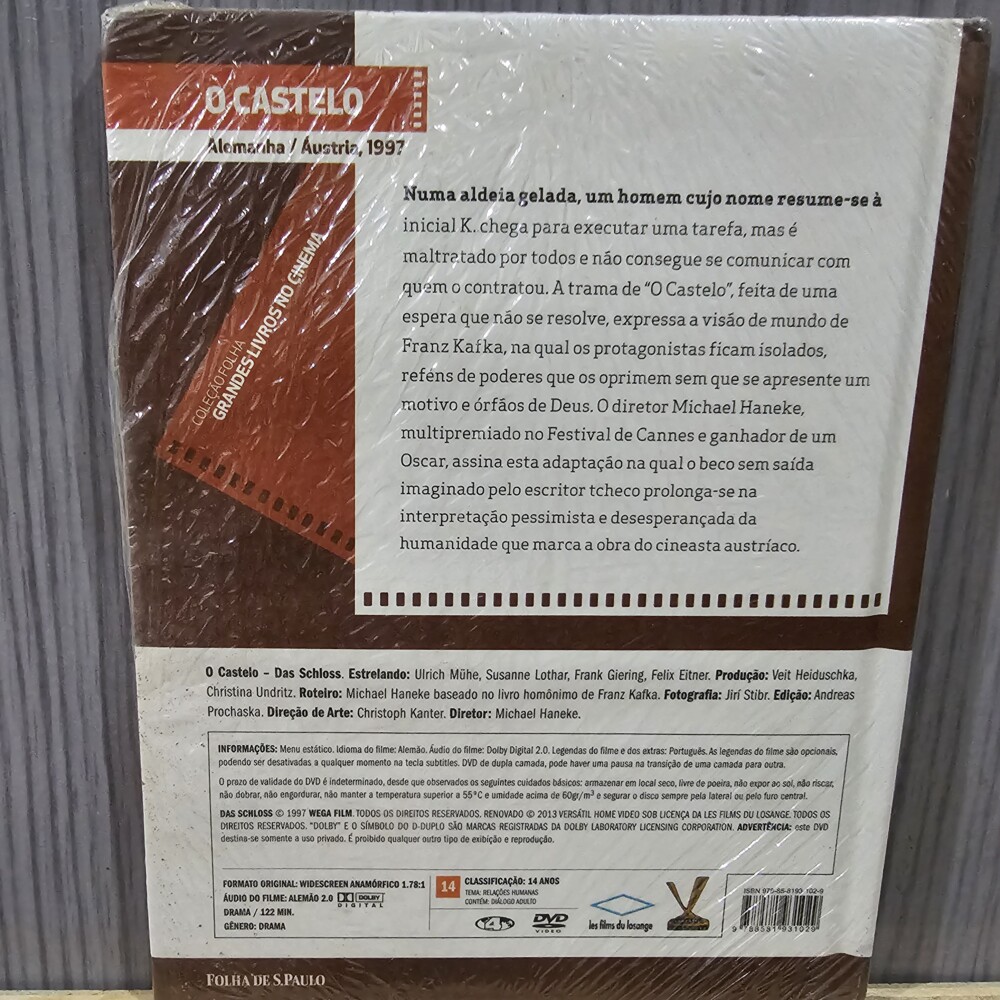 O CASTELO
Alemanha / Áustria, 1997
COLEÇÃO FOLHA
GRANDES LIVROS NO CINEMA
Numa aldeia gelada, um homem cujo nome resume-se à
inicial K. chega para executar uma tarefa, mas é
maltratado por todos e não consegue se comunicar com
quem o contratou. A trama de “O Castelo”, feita de uma
espera que não se resolve, expressa a visão de mundo de
Franz Kafka, na qual os protagonistas ficam isolados,
reféns de poderes que os oprimem sem que se apresente um
motivo e órfãos de Deus. O diretor Michael Haneke,
multipremiado no Festival de Cannes e ganhador de um
Oscar, assina esta adaptação na qual o beco sem saída
imaginado pelo escritor tcheco prolonga-se na
interpretação pessimista e desesperançada da
humanidade que marca a obra do cineasta austríaco.
O Castelo – Das Schloss. Estrelando: Ulrich Mühe, Susanne Lothar, Frank Giering, Felix Eitner. Produção: Veit Heiduschka,
Christina Undritz. Roteiro: Michael Haneke baseado no livro homônimo de Franz Kafka. Fotografia: Jirí Stibr. Edição: Andreas
Prochaska. Direção de Arte: Christoph Kanter. Diretor: Michael Haneke.
INFORMAÇÕES: Menu estático. Idioma do filme: Alemão. Áudio do filme: Dolby Digital 2.0. Legendas do filme e dos extras: Português. As legendas do filme são opcionais,
podendo ser desativadas a qualquer momento na tecla subtitles. DVD de dupla camada, pode haver uma pausa na transição de uma camada para outra.
O prazo de validade do DVD é indeterminado, desde que observados os seguintes cuidados básicos: armazenar em local seco, livre de poeira, não expor ao sol, não riscar,
não dobrar, não engordurar, não manter a temperatura superior a 55°C e umidade acima de 60gr/m³ e segurar o disco sempre pela lateral ou pelo furo central.
DAS SCHLOSS © 1997 WEGA FILM. TODOS OS DIREITOS RESERVADOS. RENOVADO © 2013 VERSÁTIL HOME VIDEO SOB LICENÇA DA LES FILMS DU LOSANGE. TODOS OS
DIREITOS RESERVADOS. “DOLBY” E O SÍMBOLO DO D-DUPLO SÃO MARCAS REGISTRADAS DA DOLBY LABORATORY LICENSING CORPORATION. ADVERTÊNCIA: este DVD
destina-se somente a uso privado. É proibido qualquer outro tipo de exibição e reprodução.
FORMATO ORIGINAL: WIDESCREEN ANAMÓRFICO 1.78:1
ÁUDIO DO FILME: ALEMÃO 2.0 DOLBY
DIGITAL
DRAMA / 122 MIN.
GÊNERO: DRAMA
14 CLASSIFICAÇÃO: 14 ANOS
TEMA: RELAÇÕES HUMANAS
CONTÉM: DIÁLOGO ADULTO
4
DVD
VIDEO
les films du losange
ISBN 978-85-8193-102-9
9 788581 931029
FOLHA DE S.PAULO